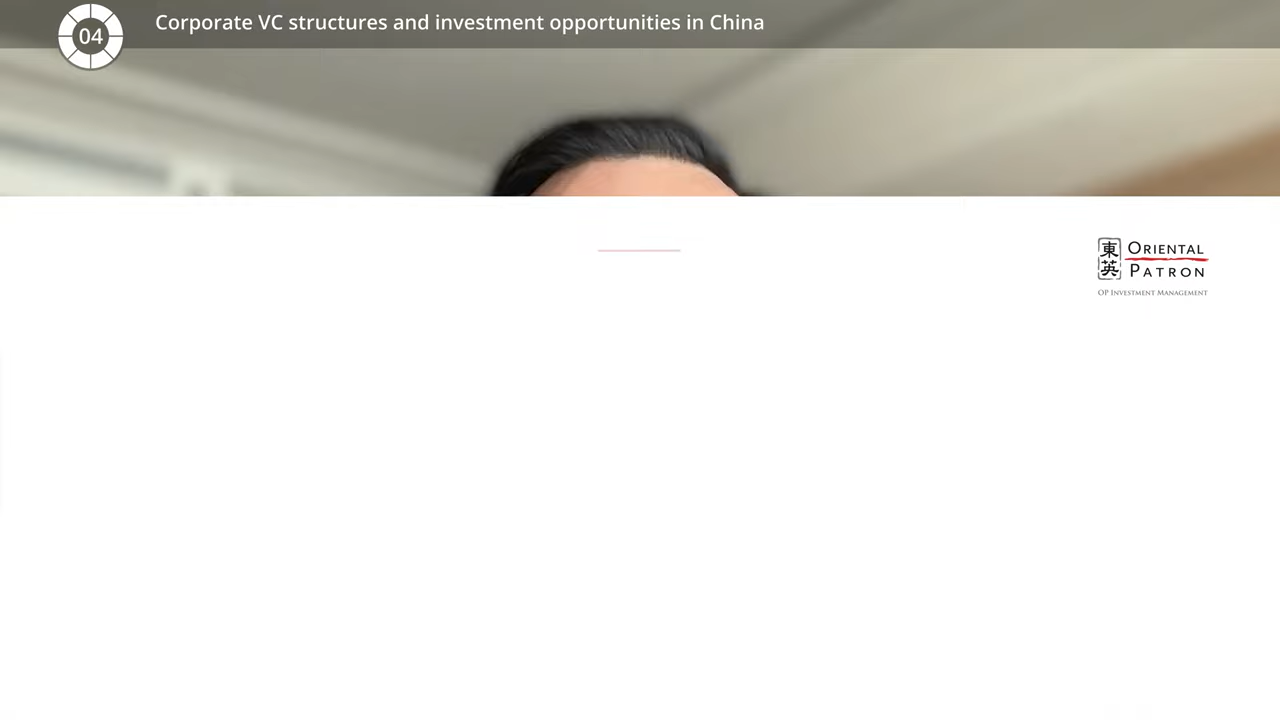 04
Corporate VC structures and investment opportunities in China
東英
ORIENTAL
PATRON
OP INVESTMENT MANAGEMENT